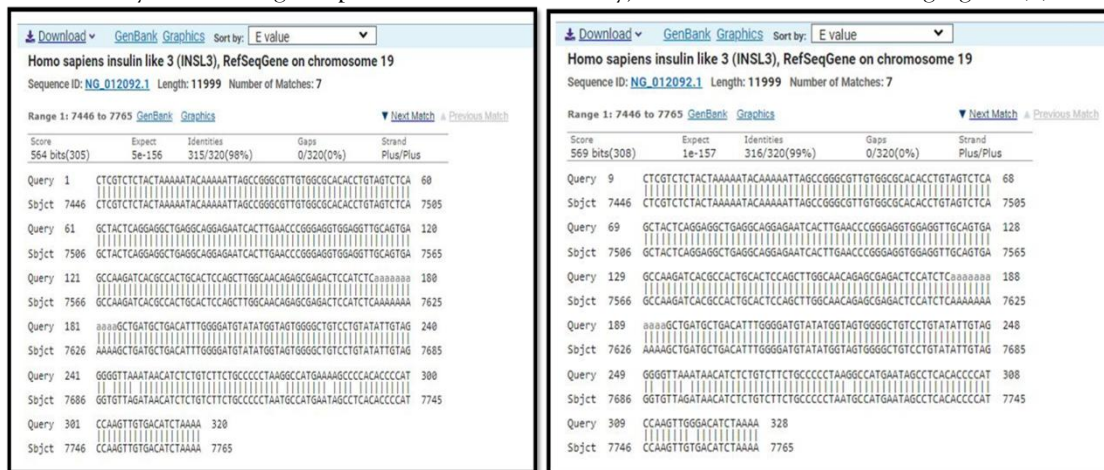 Download GenBank Graphics Sort by: E value
Homo sapiens insulin like 3 (INSL3), RefSeqGene on chromosome 19
Sequence ID: NG_012092.1 Length: 11999 Number of Matches: 7
Range 1: 7446 to 7765 GenBank Graphics Next Match Previous Match
Score Expect Identities Gaps Strand
564 bits(305) 5e-156 315/320(98%) 0/320(0%) Plus/Plus
Query 1 CTCGTCTCTACTAAAAATACAAAAATTAGCCGGGCGTTGTGGCGCACACCTGTAGTCTCA 60
Sbjct 7446 CTCGTCTCTACTAAAAATACAAAAATTAGCCGGGCGTTGTGGCGCACACCTGTAGTCTCA 7505
Query 61 GCTACTCAGGAGGCTGAGGCAGGAGAATCACTTGAACCCGGGAGGTGGAGGTTGCAGTGA 120
Sbjct 7506 GCTACTCAGGAGGCTGAGGCAGGAGAATCACTTGAACCCGGGAGGTGGAGGTTGCAGTGA 7565
Query 121 GCCAAGATCACGCCACTGCACTCCAGCTTGGCAACAGAGCGAGACTCCATCTCaaaaaaa 180
Sbjct 7566 GCCAAGATCACGCCACTGCACTCCAGCTTGGCAACAGAGCGAGACTCCATCTCAAAAAAA 7625
Query 181 aaaaGCTGATGCTGACATTTGGGGATGTATATGGTAGTGGGGCTGTCCTGTATATTGTAG 240
Sbjct 7626 AAAAGCTGATGCTGACATTTGGGGATGTATATGGTAGTGGGGCTGTCCTGTATATTGTAG 7685
Query 241 GGGGTTAAATAACATCTCTGTCTTCTGCCCCCTAAGGCCATGAAAAGCCCCACACCCCAT 300
Sbjct 7686 GGTGTTAGATAACATCTCTGTCTTCTGCCCCCTAATGCCATGAATAGCCTCACACCCCAT 7745
Query 301 CCAAGTTGTGACATCTAAAA 320
Sbjct 7746 CCAAGTTGTGACATCTAAAA 7765
Download GenBank Graphics Sort by: E value
Homo sapiens insulin like 3 (INSL3), RefSeqGene on chromosome 19
Sequence ID: NG_012092.1 Length: 11999 Number of Matches: 7
Range 1: 7446 to 7765 GenBank Graphics Next Match Previous Match
Score Expect Identities Gaps Strand
569 bits(308) 1e-157 316/320(99%) 0/320(0%) Plus/Plus
Query 9 CTCGTCTCTACTAAAAATACAAAAATTAGCCGGGCGTTGTGGCGCACACCTGTAGTCTCA 68
Sbjct 7446 CTCGTCTCTACTAAAAATACAAAAATTAGCCGGGCGTTGTGGCGCACACCTGTAGTCTCA 7505
Query 69 GCTACTCAGGAGGCTGAGGCAGGAGAATCACTTGAACCCGGGAGGTGGAGGTTGCAGTGA 128
Sbjct 7506 GCTACTCAGGAGGCTGAGGCAGGAGAATCACTTGAACCCGGGAGGTGGAGGTTGCAGTGA 7565
Query 129 GCCAAGATCACGCCACTGCACTCCAGCTTGGCAACAGAGCGAGACTCCATCTCaaaaaaa 188
Sbjct 7566 GCCAAGATCACGCCACTGCACTCCAGCTTGGCAACAGAGCGAGACTCCATCTCAAAAAAA 7625
Query 189 aaaaGCTGATGCTGACATTTGGGGATGTATATGGTAGTGGGGCTGTCCTGTATATTGTAG 248
Sbjct 7626 AAAAGCTGATGCTGACATTTGGGGATGTATATGGTAGTGGGGCTGTCCTGTATATTGTAG 7685
Query 249 GGGGTTAAATAACATCTCTGTCTTCTGCCCCCTAAGGCCATGAATAGCCTCACACCCCAT 308
Sbjct 7686 GGTGTTAGATAACATCTCTGTCTTCTGCCCCCTAATGCCATGAATAGCCTCACACCCCAT 7745
Query 309 CCAAGTTGGGACATCTAAAA 328
Sbjct 7746 CCAAGTTGTGACATCTAAAA 7765